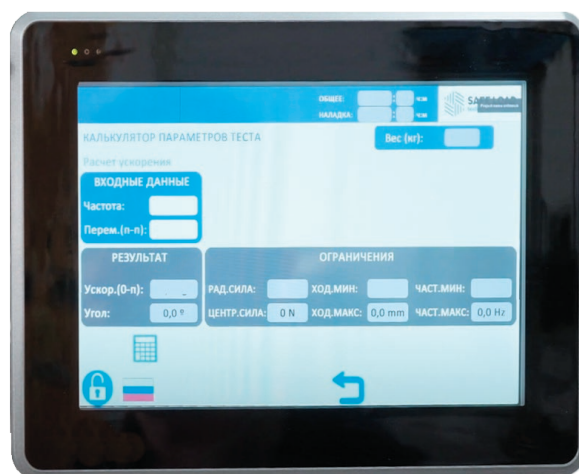 ОБЩЕЕ: : ч:м
НАЛАДКА: : ч:м
КАЛЬКУЛЯТОР ПАРАМЕТРОВ ТЕСТА
Вес (кг):
Расчет ускорения
ВХОДНЫЕ ДАННЫЕ
Частота:
Перем.(п-п):
РЕЗУЛЬТАТ
Ускор.(0-п):
Угол: 0,0 º
ОГРАНИЧЕНИЯ
РАД.СИЛА: ХОД.МИН: ЧАСТ.МИН:
ЦЕНТР.СИЛА: 0 N ХОД.МАКС: 0,0 mm ЧАСТ.МАКС: 0,0 Hz